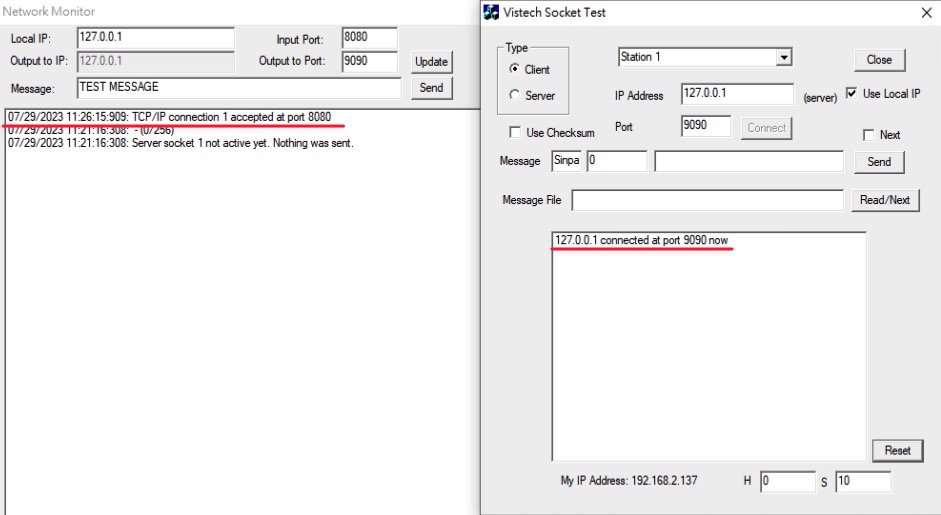 Network Monitor
Local IP: 127.0.0.1 Input Port: 8080
Output to IP: 127.0.0.1 Output to Port: 9090 Update
Message: TEST MESSAGE Send
07/29/2023 11:26:15:909: TCP/IP connection 1 accepted at port 8080
07/29/2023 11:21:16:308: - (0/256)
07/29/2023 11:21:16:308: Server socket 1 not active yet. Nothing was sent.
Vistech Socket Test
Type
Client
Server
Station 1 Close
IP Address 127.0.0.1 (server) Use Local IP
Use Checksum Port 9090 Connect Next
Message Sinpa 0 Send
Message File Read/Next
127.0.0.1 connected at port 9090 now
Reset
My IP Address: 192.168.2.137 H 0 S 10